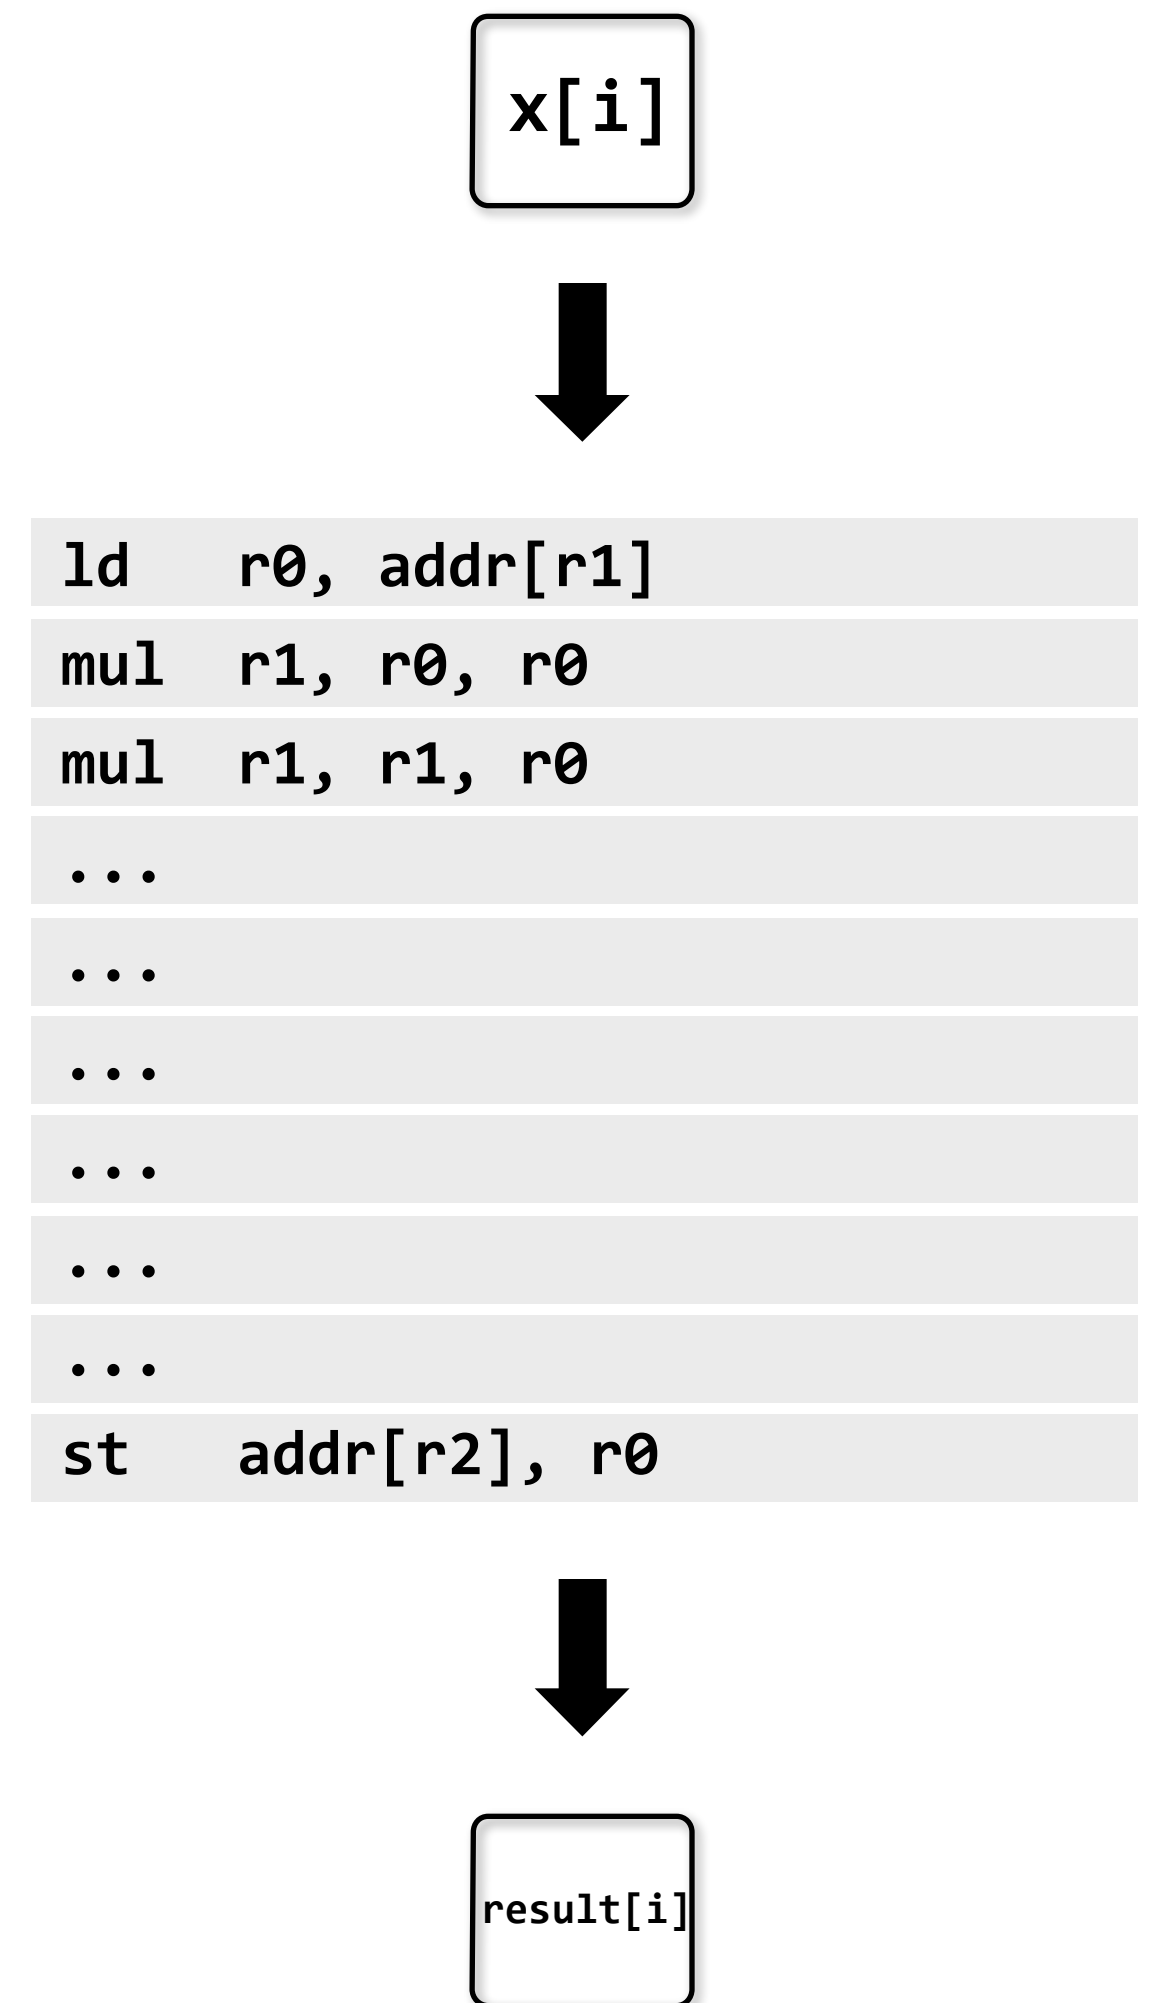 x[i]
ld r0, addr[r1]
mul r1, r0, r0
mul r1, r1, r0
...
...
...
...
...
...
st addr[r2], r0
result[i]